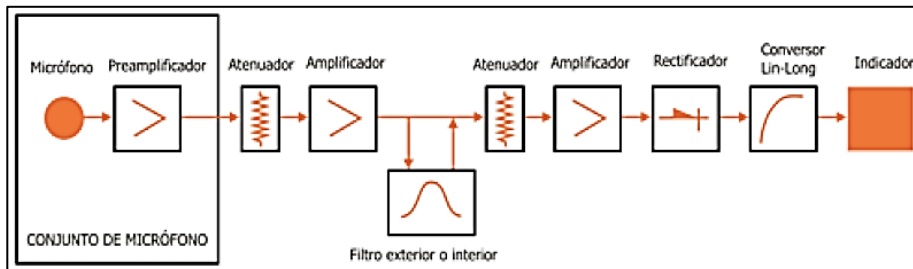 Micrófono
Preamplificador
Atenuador
Amplificador
Atenuador
Amplificador
Rectificador
Conversor
Lin-Long
Indicador
CONJUNTO DE MICRÓFONO
Filtro exterior o interior